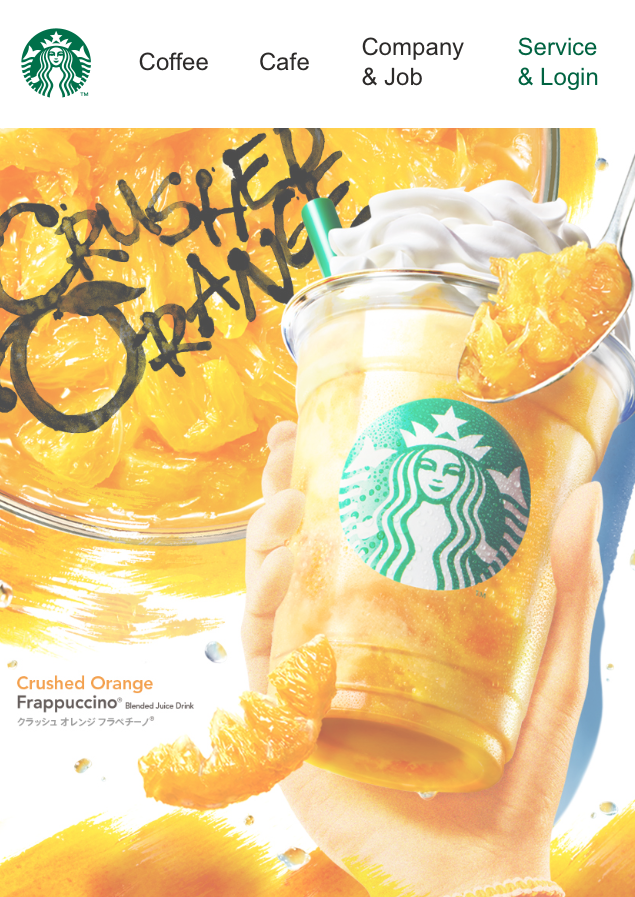 Coffee
Cafe
Company
& Job
Service
& Login
TM
CRUSHED
ORANGE
Crushed Orange
Frappuccino® Blended Juice Drink
クラッシュ オレンジ フラペチーノ®